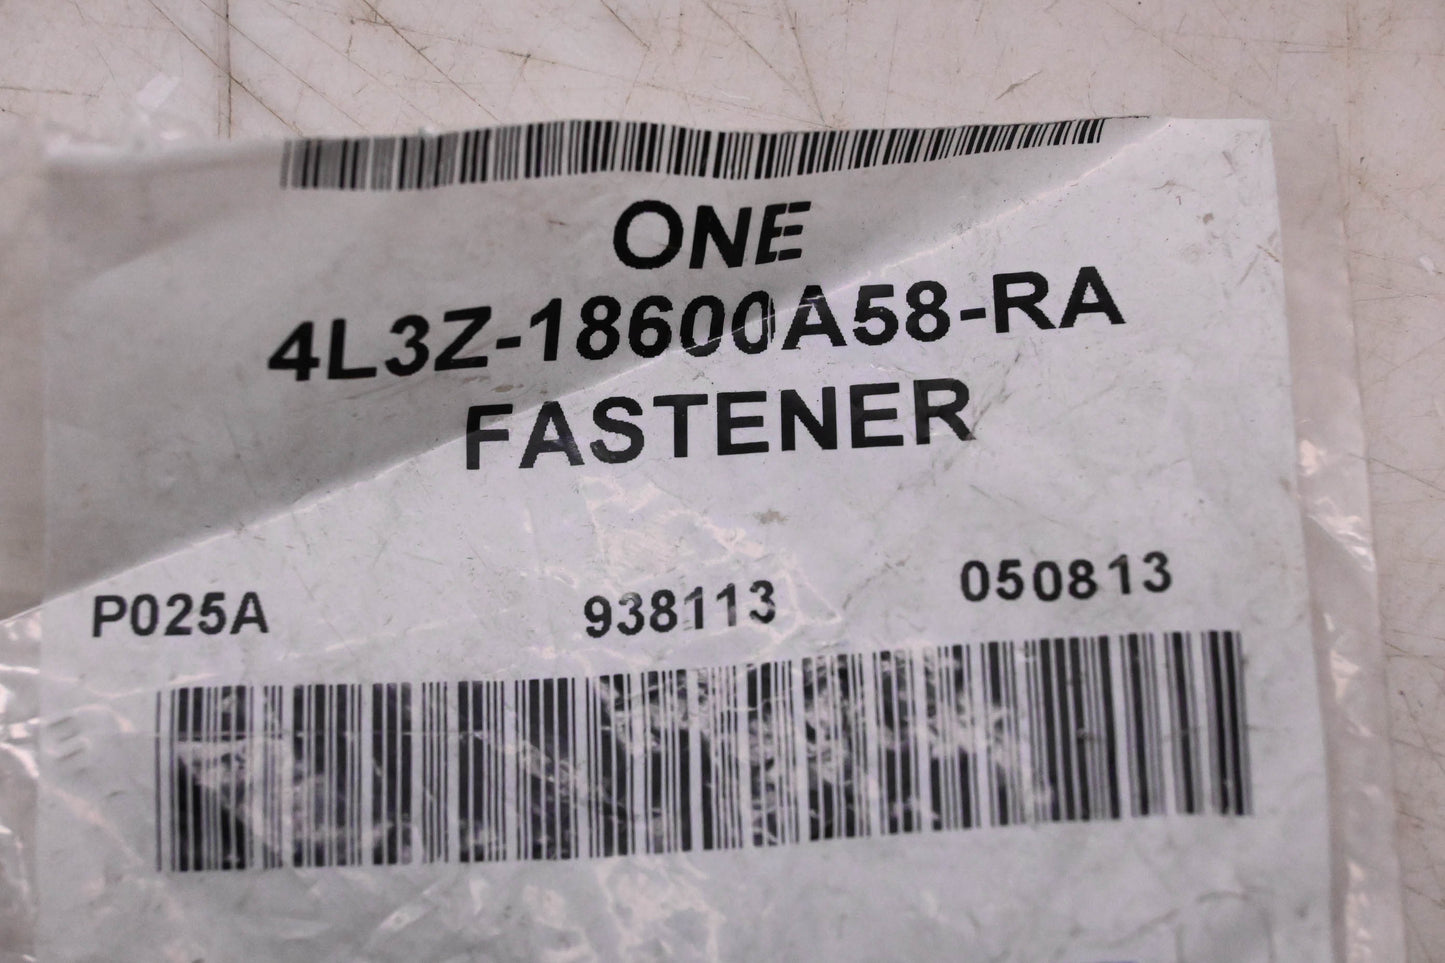 ONE
4L3Z-18600A58-RA
FASTENER
P025A 938113 050813